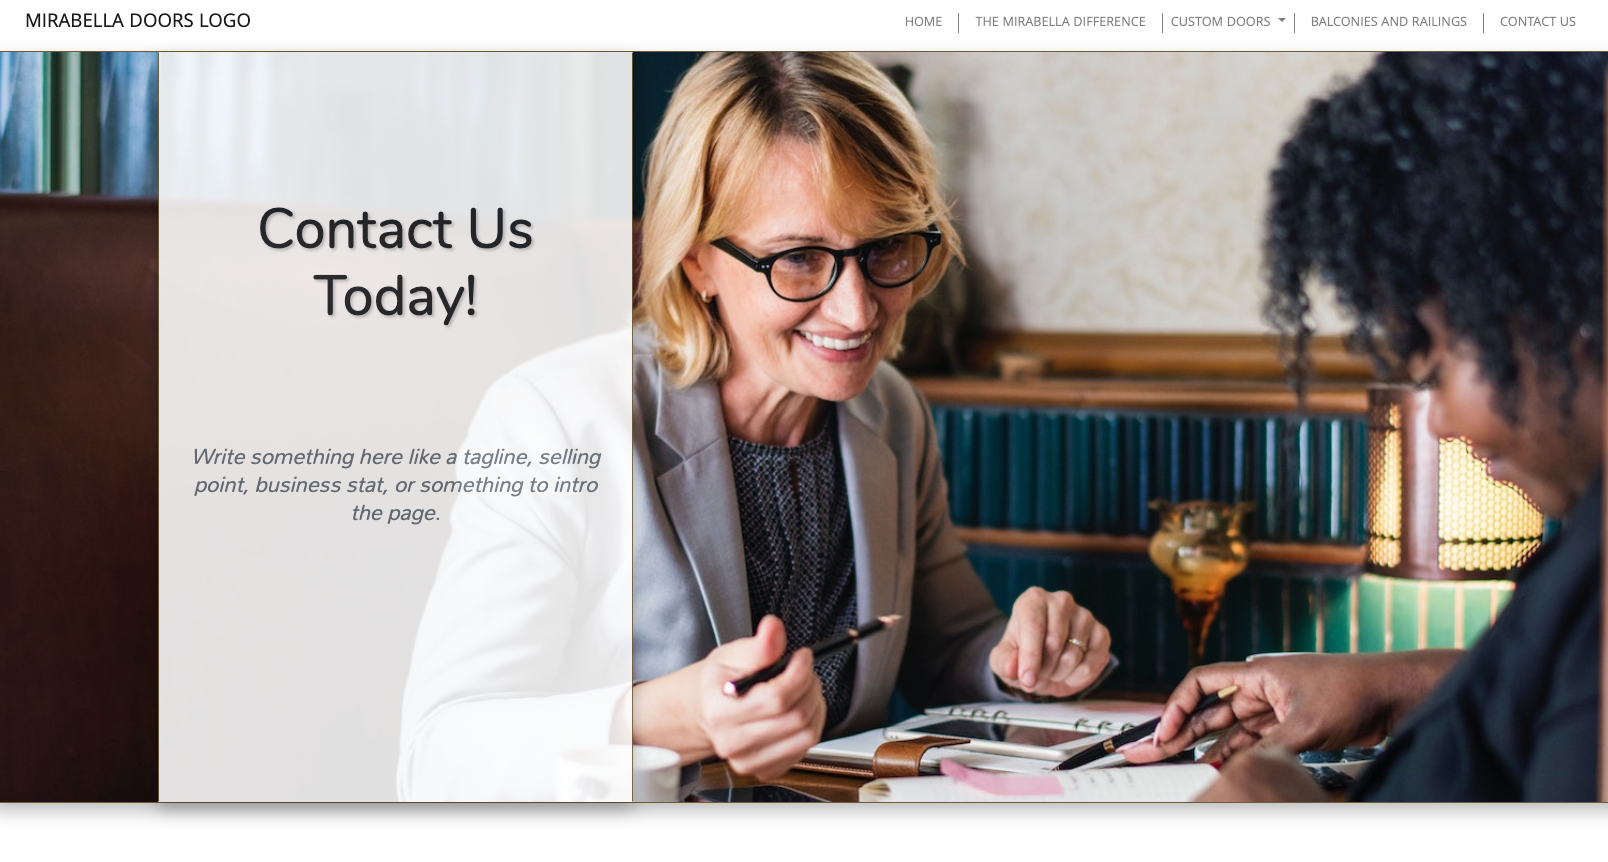 MIRABELLA DOORS LOGO
HOME
THE MIRABELLA DIFFERENCE
CUSTOM DOORS
BALCONIES AND RAILINGS
CONTACT US
Contact Us
Today!
Write something here like a tagline, selling
point, business stat, or something to intro
the page.